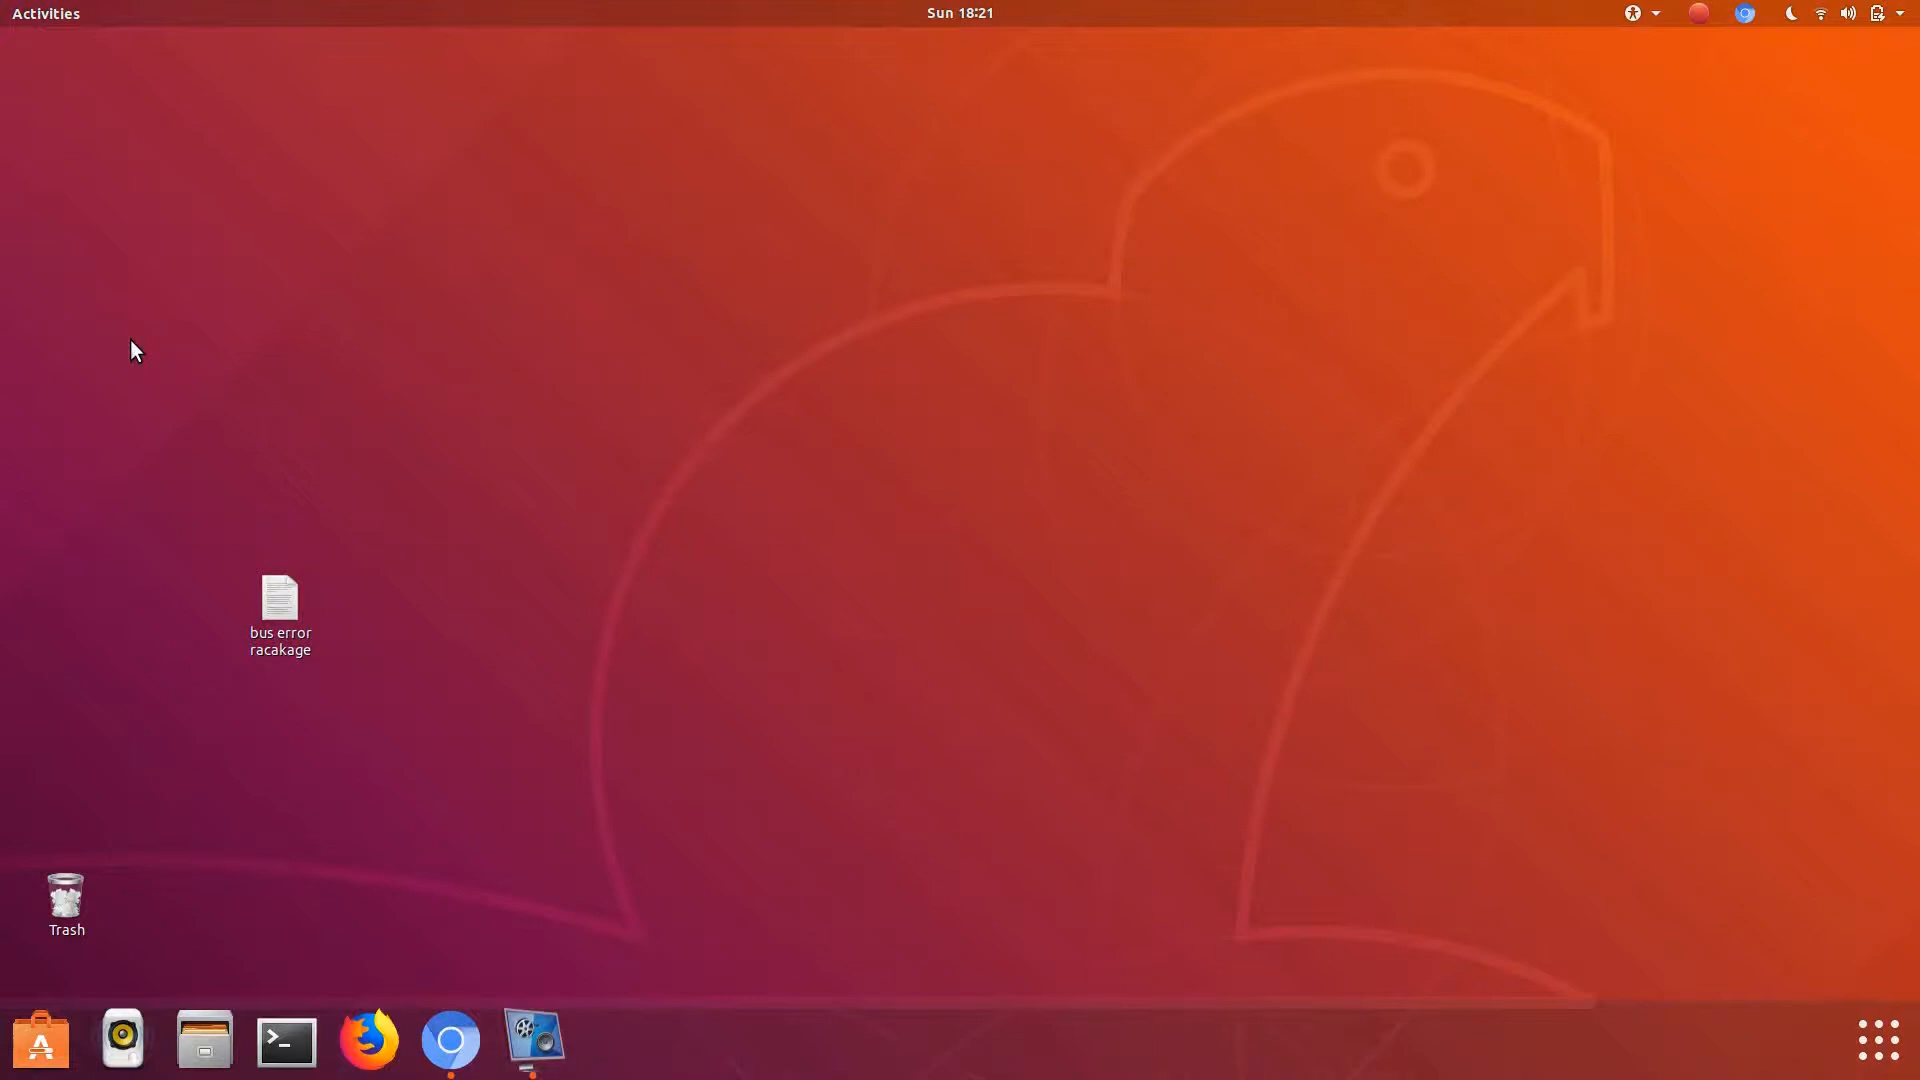 Activities
Sun 18:21
bus error
racakage
Trash